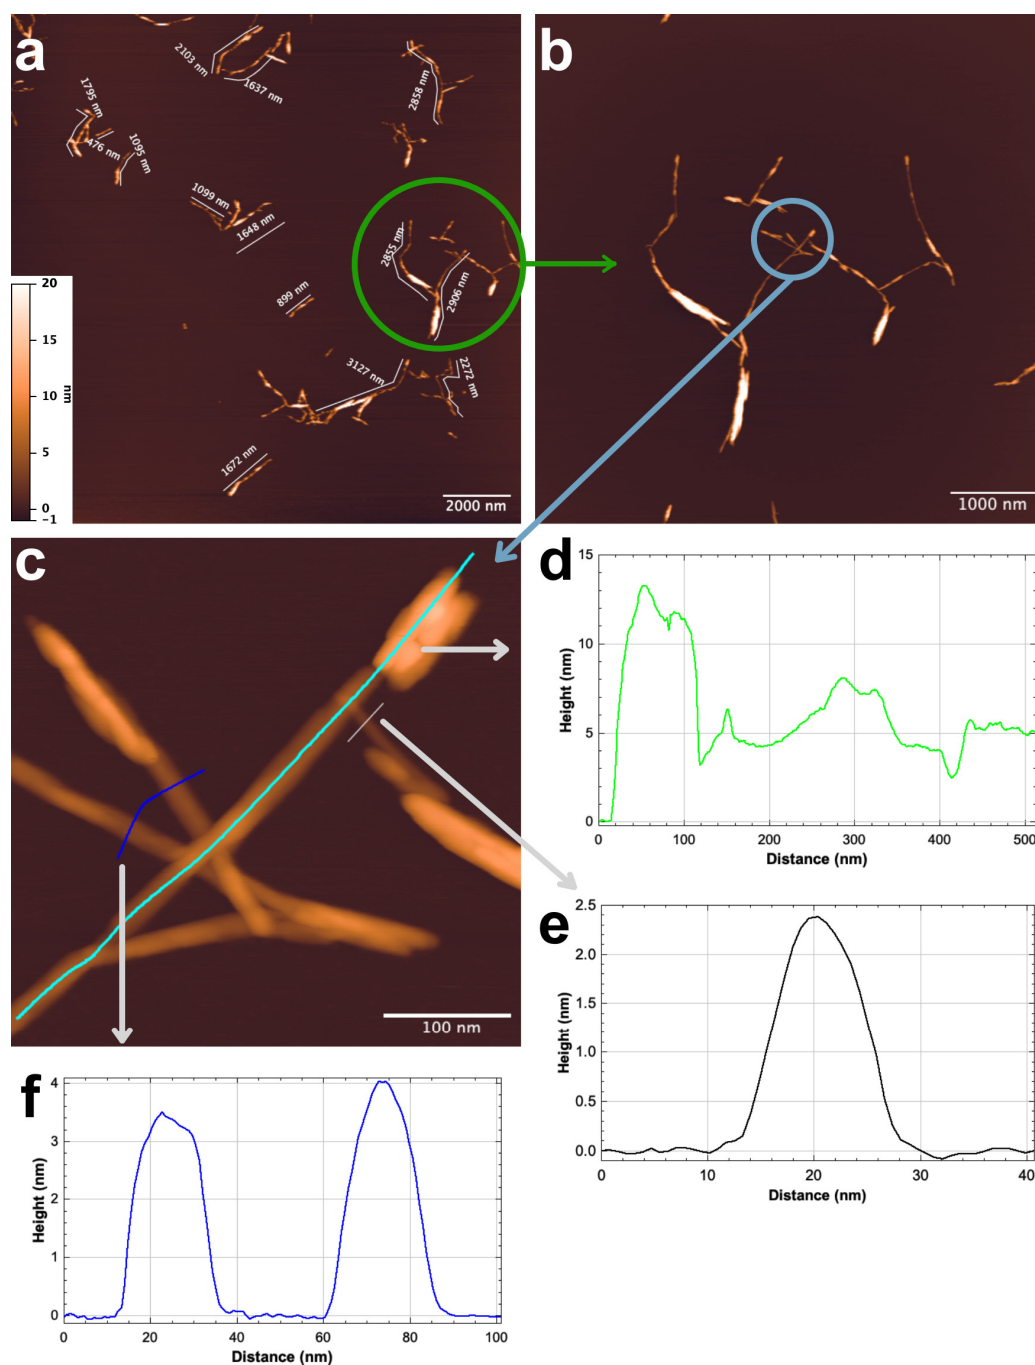 a
2103 nm
1637 nm
2858 nm
1795 nm
476 nm
1095 nm
1099 nm
1648 nm
2855 nm
2906 nm
899 nm
3127 nm
2272 nm
1672 nm
20
15
10
5
0
−1
nm
2000 nm
b
1000 nm
c
100 nm
d
15
10
5
0
Height (nm)
0 100 200 300 400 500
Distance (nm)
e
2.5
2.0
1.5
1.0
0.5
0.0
Height (nm)
0 10 20 30 40
Distance (nm)
f
4
3
2
1
0
Height (nm)
0 20 40 60 80 100
Distance (nm)